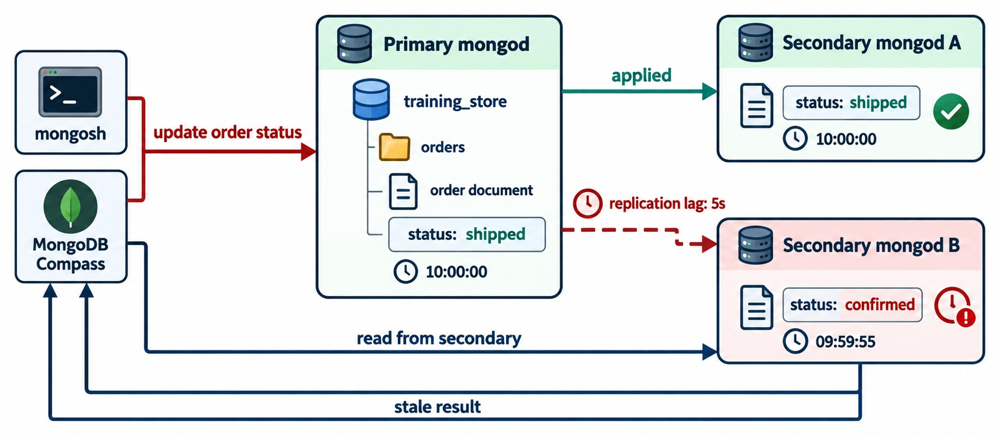 mongosh
MongoDB
Compass
update order status
Primary mongod
training_store
orders
order document
status: shipped
10:00:00
applied
Secondary mongod A
status: shipped
10:00:00
replication lag: 5s
Secondary mongod B
status: confirmed
09:59:55
read from secondary
stale result